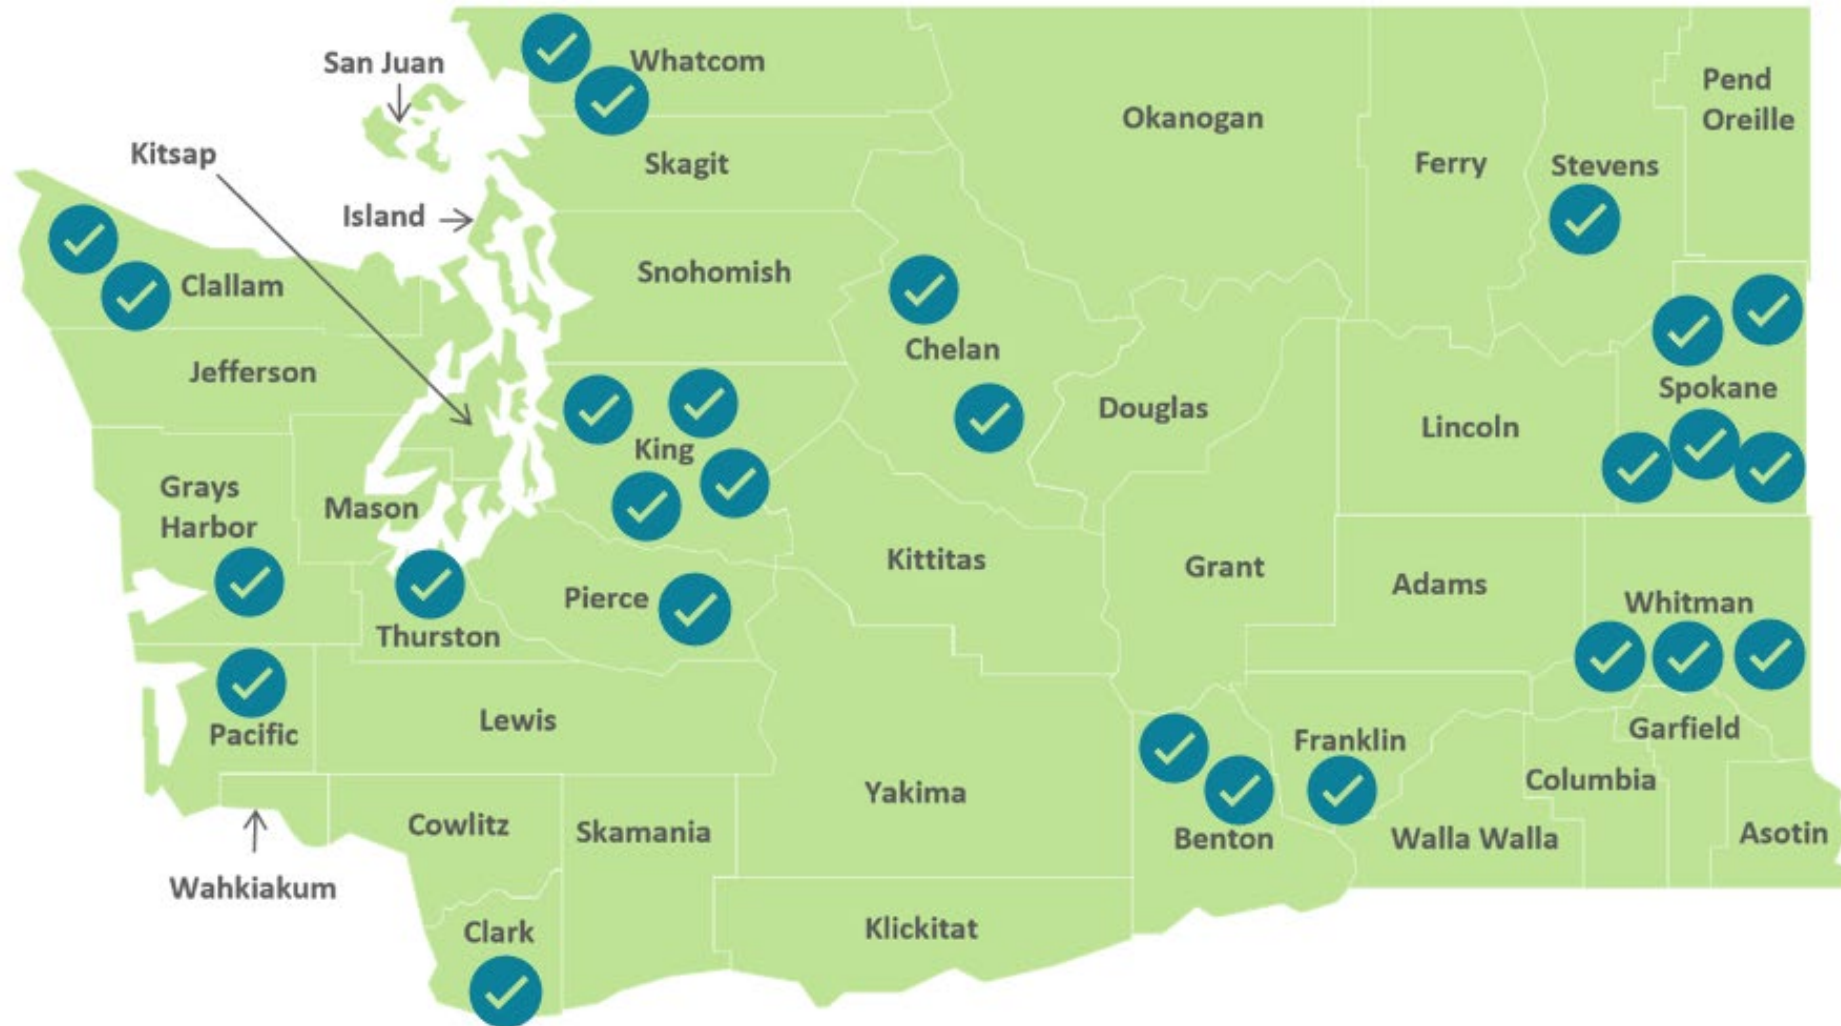 San Juan
Whatcom
Pend
Oreille
Okanogan
Kitsap
Skagit
Ferry
Stevens
Island
Clallam
Snohomish
Chelan
Jefferson
Spokane
Douglas
Lincoln
King
Grays
Harbor
Mason
Kittitas
Grant
Adams
Pierce
Whitman
Thurston
Pacific
Lewis
Garfield
Franklin
Columbia
Yakima
Cowlitz
Skamania
Benton
Walla Walla
Asotin
Wahkiakum
Clark
Klickitat